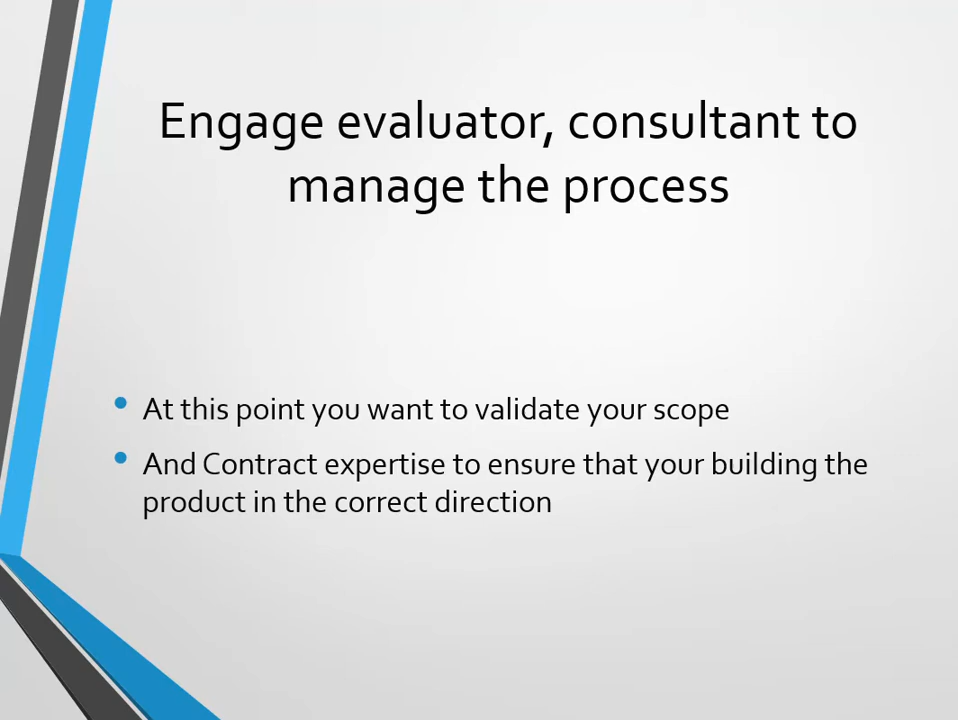 Engage evaluator, consultant to
manage the process
• At this point you want to validate your scope
• And Contract expertise to ensure that your building the
product in the correct direction